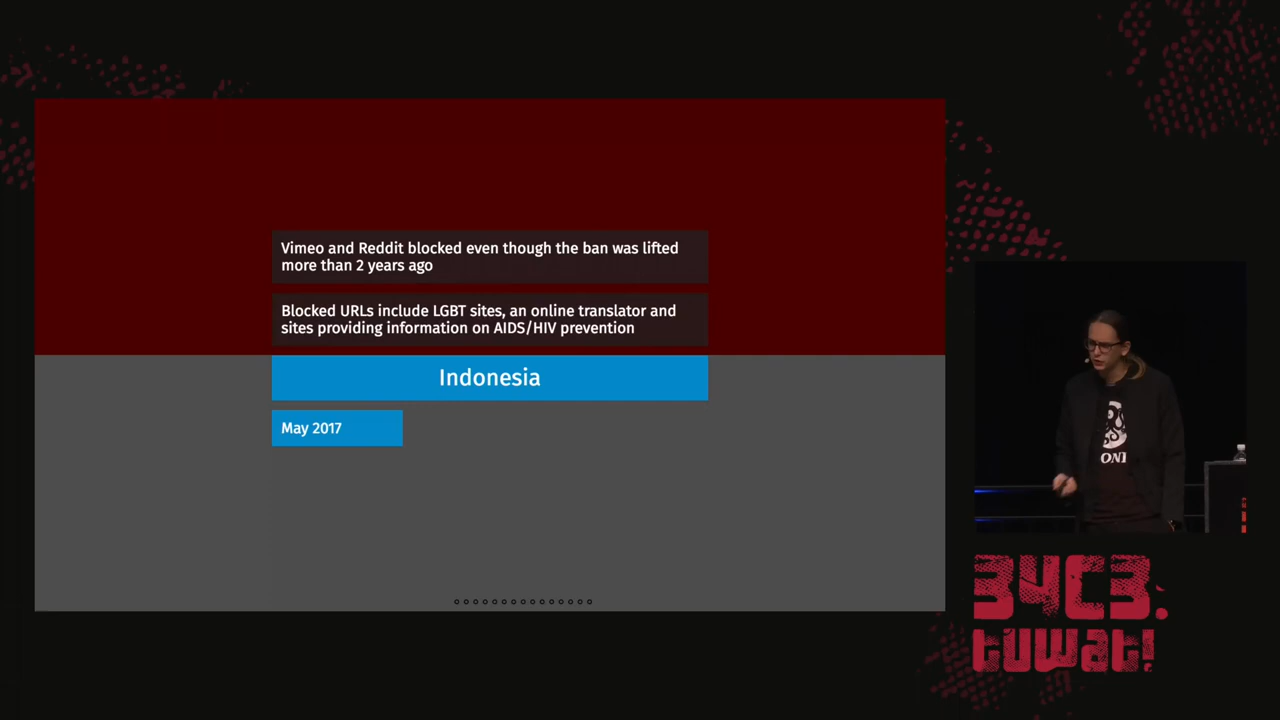 Vimeo and Reddit blocked even though the ban was lifted
more than 2 years ago
Blocked URLs include LGBT sites, an online translator and
sites providing information on AIDS/HIV prevention
Indonesia
May 2017
ONI
34C3.
tuwat!